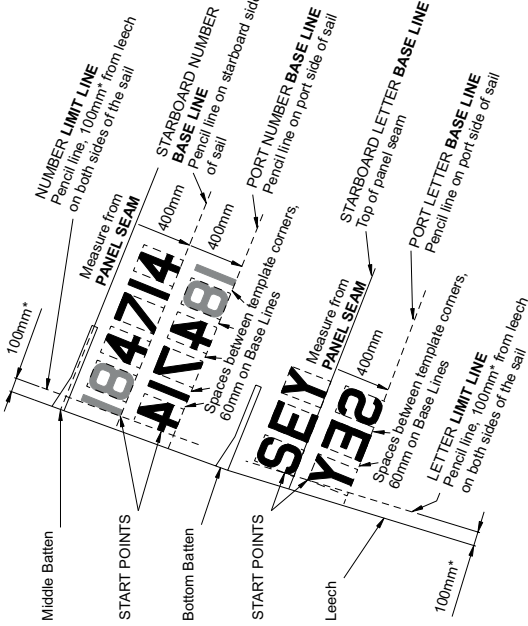 100mm*
NUMBER LIMIT LINE
Pencil line, 100mm* from leech
on both sides of the sail
Middle Batten
Measure from
PANEL SEAM
STARBOARD NUMBER
BASE LINE
Pencil line on starboard side
of sail
400mm
184714
START POINTS
PORT NUMBER BASE LINE
Pencil line on port side of sail
400mm
184714
Spaces between template corners,
60mm on Base Lines
Bottom Batten
STARBOARD LETTER BASE LINE
Top of panel seam
Measure from
PANEL SEAM
SEY
START POINTS
PORT LETTER BASE LINE
Pencil line on port side of sail
400mm
SEY
Spaces between template corners,
60mm on Base Lines
Leech
LETTER LIMIT LINE
Pencil line, 100mm* from leech
on both sides of the sail
100mm*